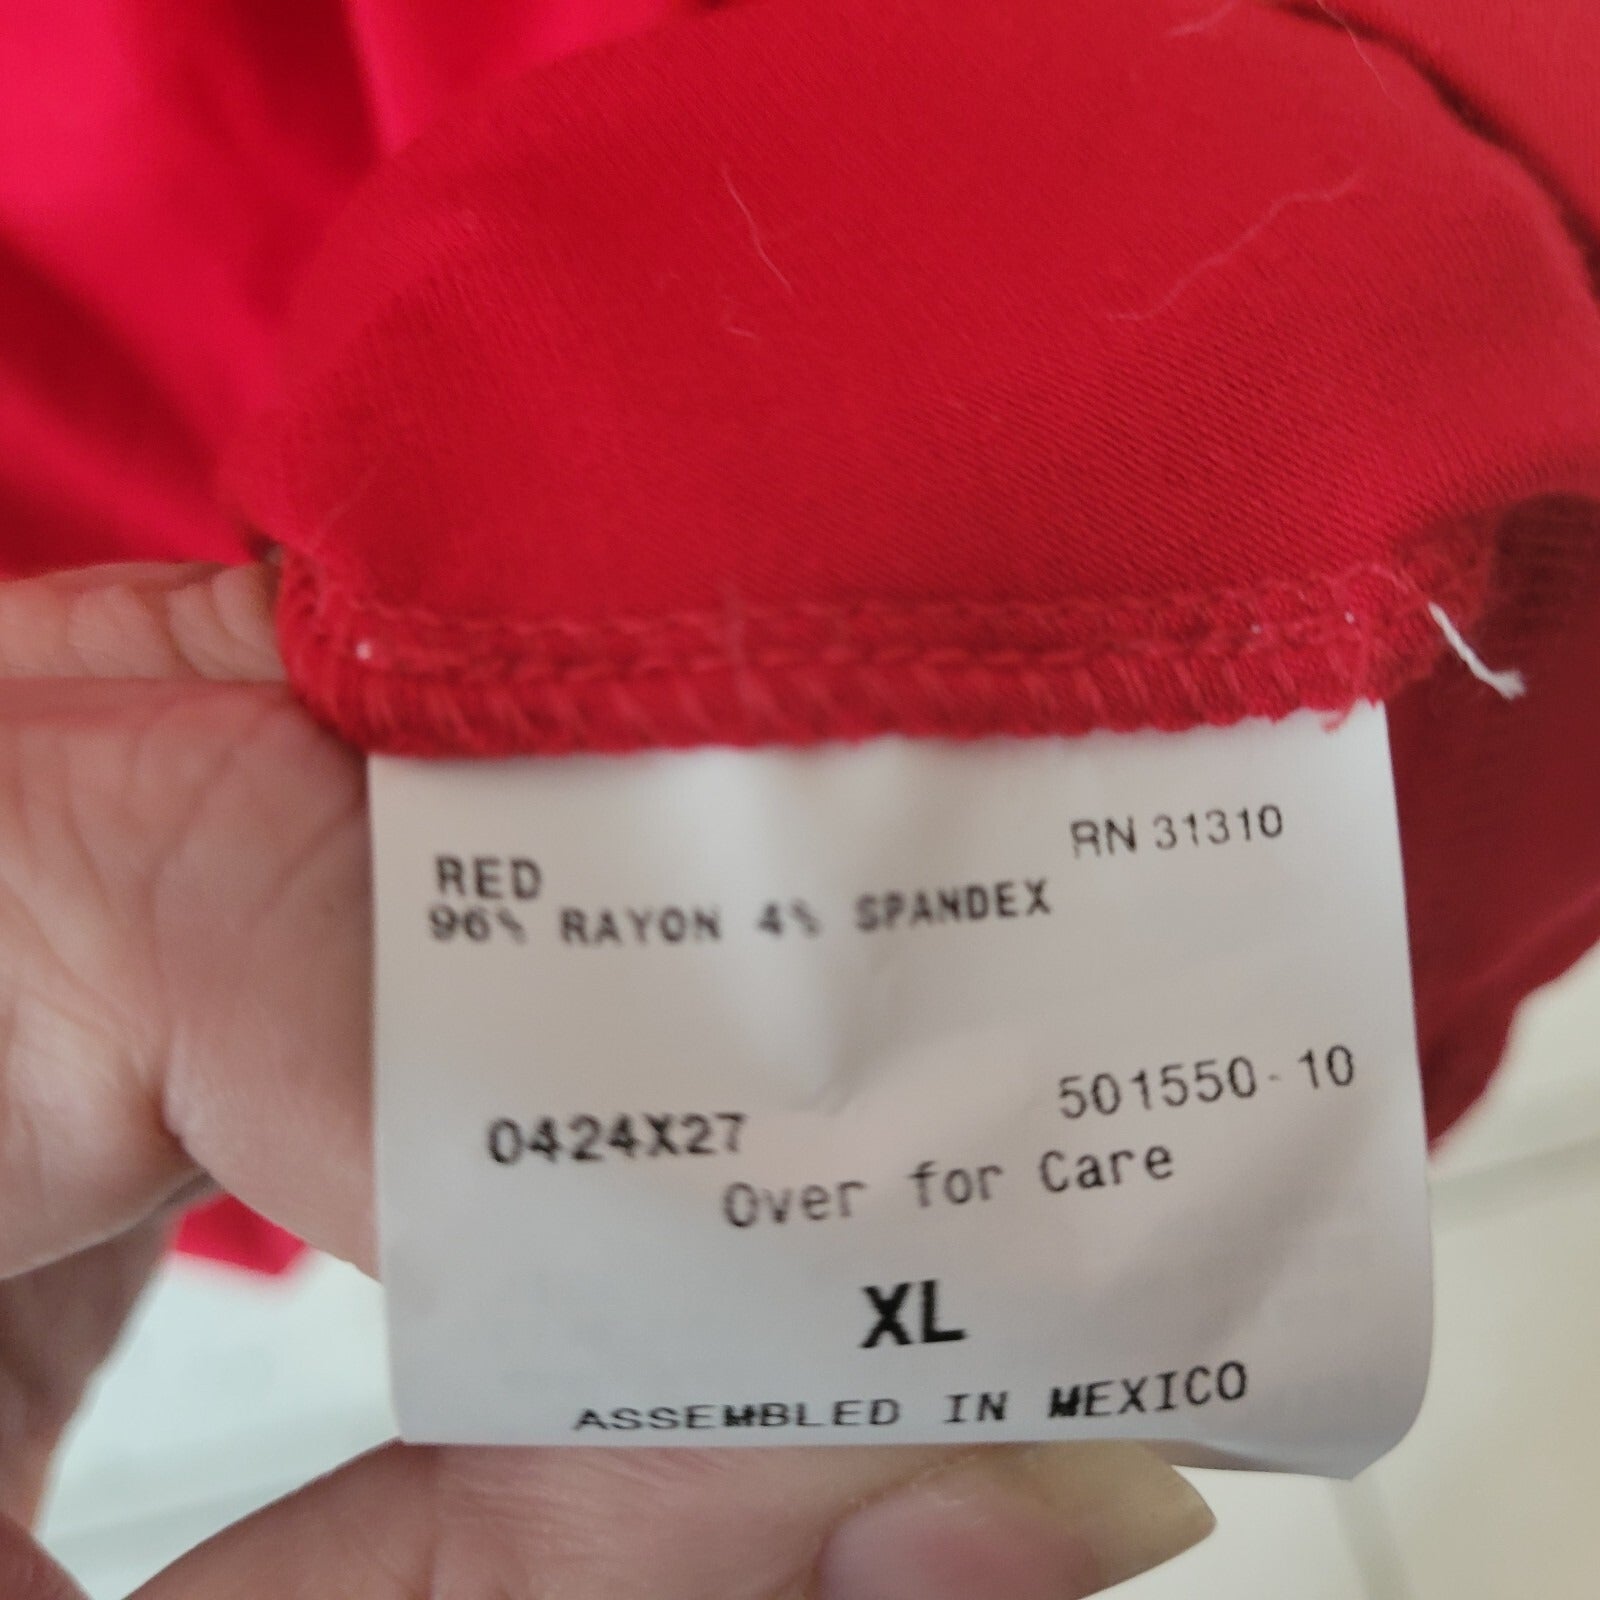 RN 31310
RED
96% RAYON 4% SPANDEX
501550-10
0424X27
Over for Care
XL
ASSEMBLED IN MEXICO